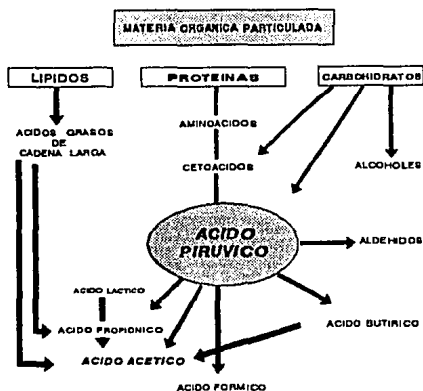 MATERIA ORGANICA PARTICULADA
LIPIDOS
PROTEINAS
CARBOHIDRATOS
ACIDOS GRASOS
DE
CADENA LARGA
AMINOACIDOS
CETOACIDOS
ALCOHOLES
ACIDO
PIRUVICO
ALDEHIDOS
ACIDO LACTICO
ACIDO PROPIONICO
ACIDO BUTIRICO
ACIDO ACETICO
ACIDO FORMICO